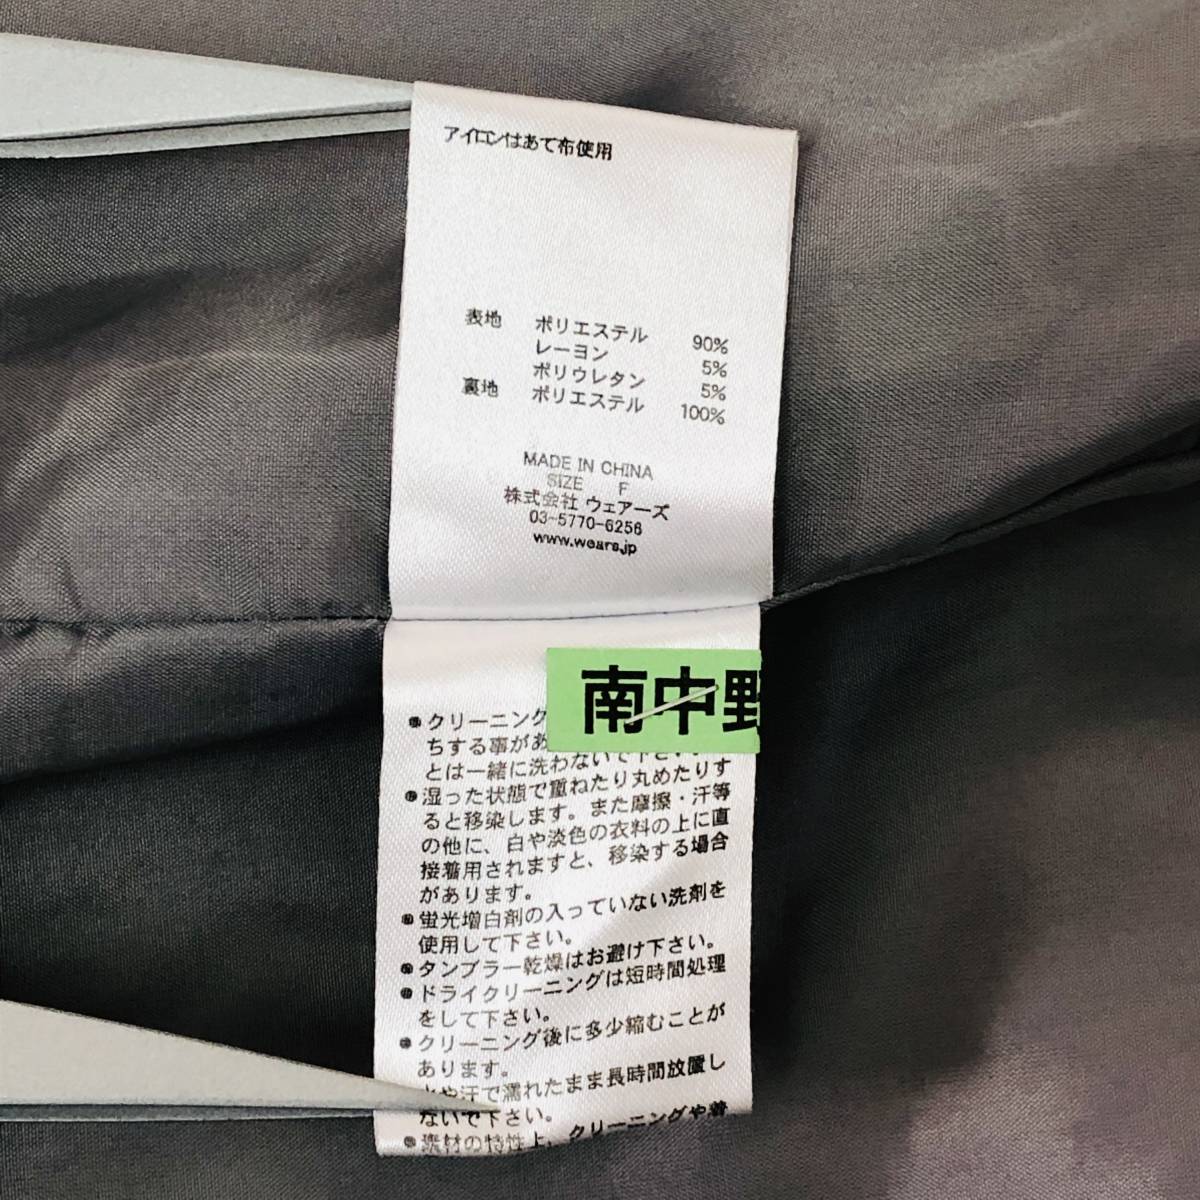 アイロンはあて布使用
表地 ポリエステル 90%
レーヨン 5%
ポリウレタン 5%
裏地 ポリエステル 100%
MADE IN CHINA
SIZE F
株式会社 ウェアーズ
03-5770-6256
www.wears.jp
南中野
●クリーニング
ちする事があ
とは一緒に洗わないで下さい。
●湿った状態で重ねたり丸めたりす
ると移染します。また摩擦・汗等
の他に、白や淡色の衣料の上に直
接着用されますと、移染する場合
があります。
●蛍光増白剤の入っていない洗剤を
使用して下さい。
●タンブラー乾燥はお避け下さい。
●ドライクリーニングは短時間処理
をして下さい。
●クリーニング後に多少縮むことが
あります。
や汗で濡れたまま長時間放置し
ないで下さい。
●素材の特性上、クリーニングや着